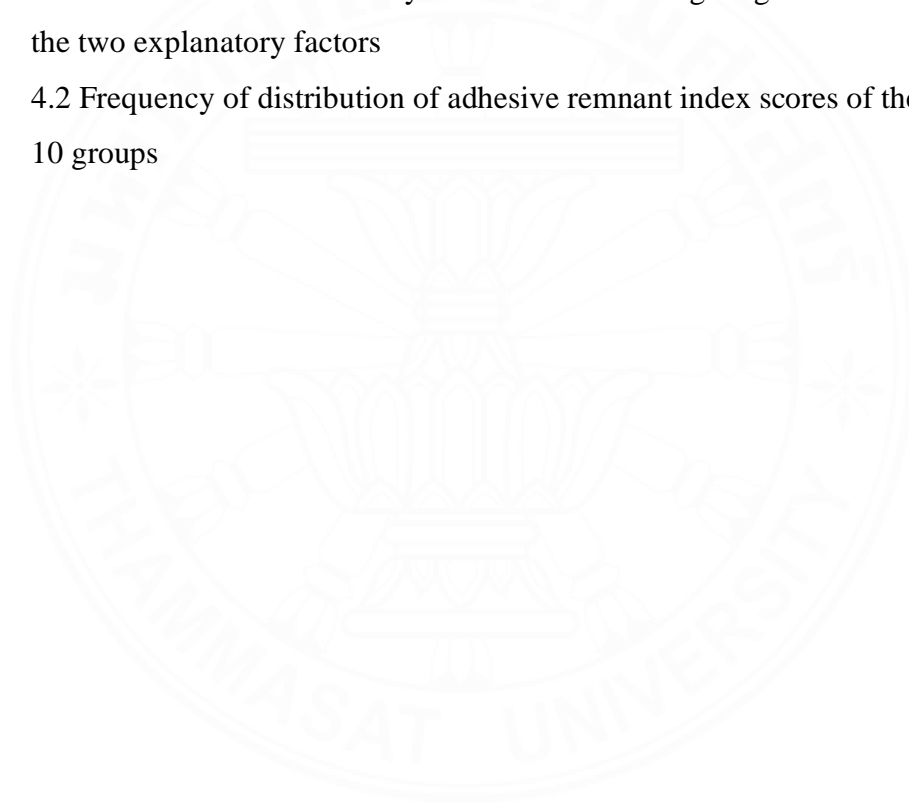 the two explanatory factors
4.2 Frequency of distribution of adhesive remnant index scores of the
10 groups
THAMMASAT UNIVERSITY